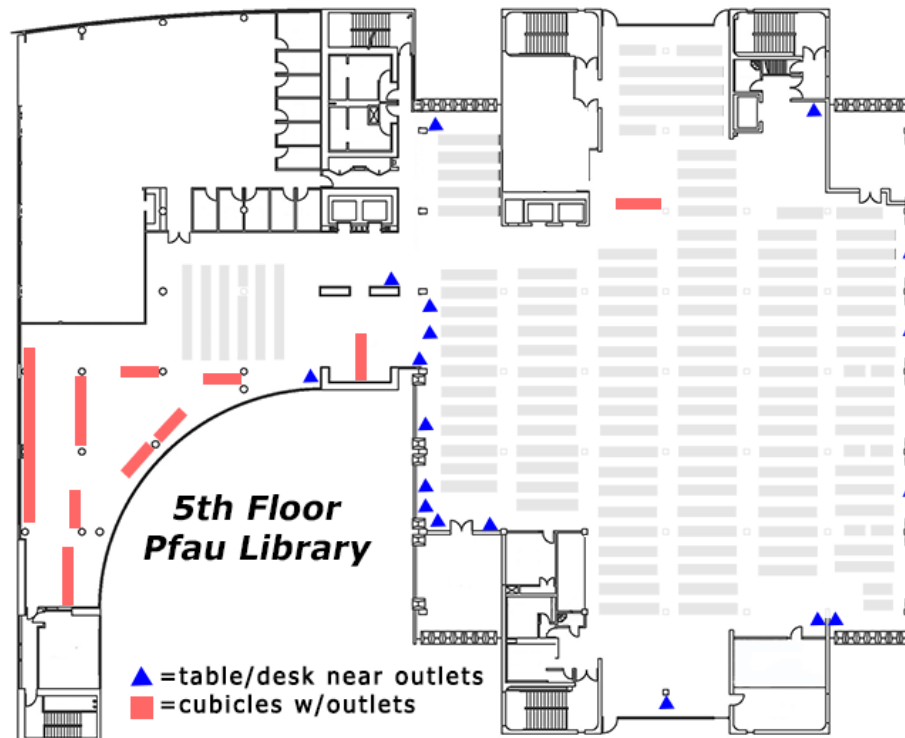 5th Floor
Pfau Library
=table/desk near outlets
=cubicles w/outlets